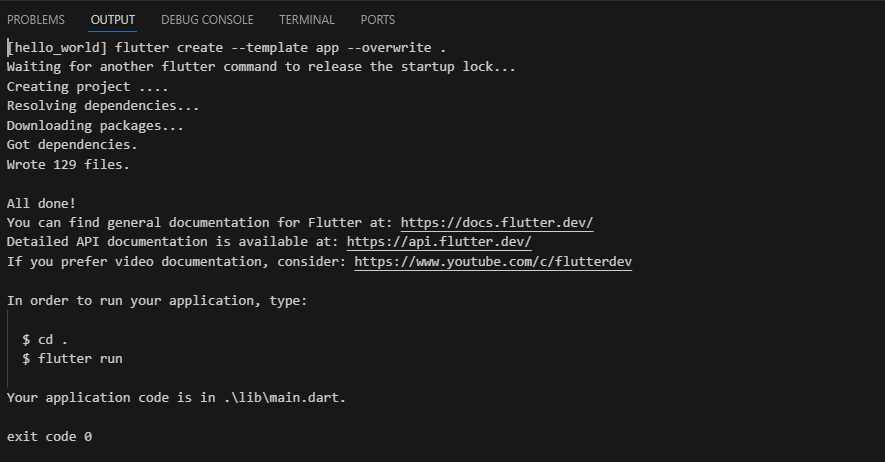 PROBLEMS OUTPUT DEBUG CONSOLE TERMINAL PORTS
[hello_world] flutter create --template app --overwrite .
Waiting for another flutter command to release the startup lock...
Creating project ....
Resolving dependencies...
Downloading packages...
Got dependencies.
Wrote 129 files.
All done!
You can find general documentation for Flutter at: https://docs.flutter.dev/
Detailed API documentation is available at: https://api.flutter.dev/
If you prefer video documentation, consider: https://www.youtube.com/c/flutterdev
In order to run your application, type:
$ cd .
$ flutter run
Your application code is in .\lib\main.dart.
exit code 0